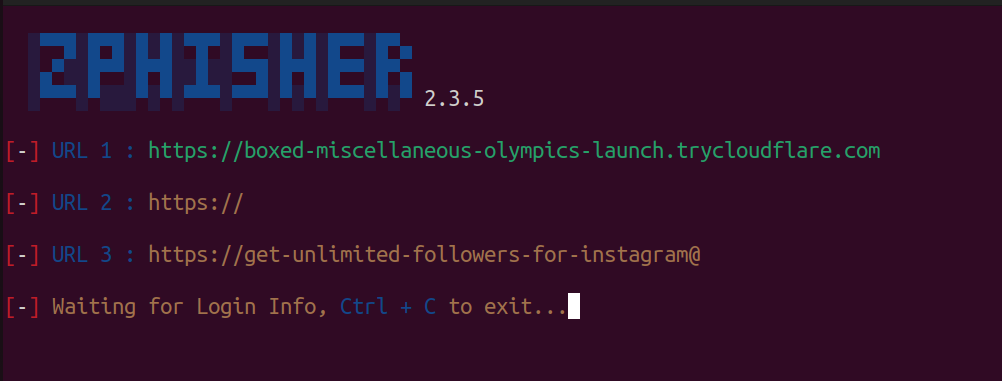 ZPHISHER 2.3.5
[-] URL 1 : https://boxed-miscellaneous-olympics-launch.trycloudflare.com
[-] URL 2 : https://
[-] URL 3 : https://get-unlimited-followers-for-instagram@
[-] Waiting for Login Info, Ctrl + C to exit...